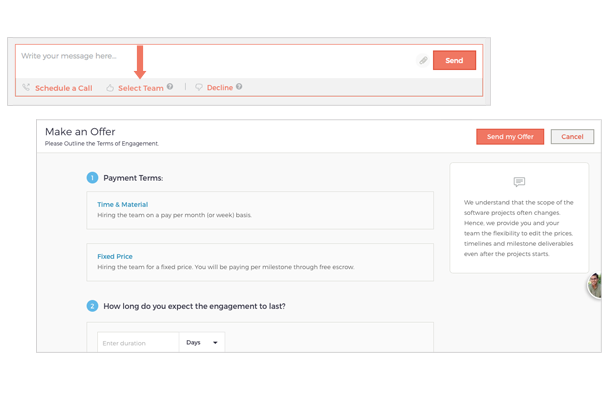 Write your message here...
Send
Schedule a Call
Select Team ?
Decline ?
Make an Offer
Please Outline the Terms of Engagement.
Send my Offer
Cancel
1 Payment Terms:
Time & Material
Hiring the team on a pay per month (or week) basis.
Fixed Price
Hiring the team for a fixed price. You will be paying per milestone through free escrow.
2 How long do you expect the engagement to last?
Enter duration
Days
We understand that the scope of the
software projects often changes.
Hence, we provide you and your
team the flexibility to edit the prices,
timelines and milestone deliverables
even after the projects starts.